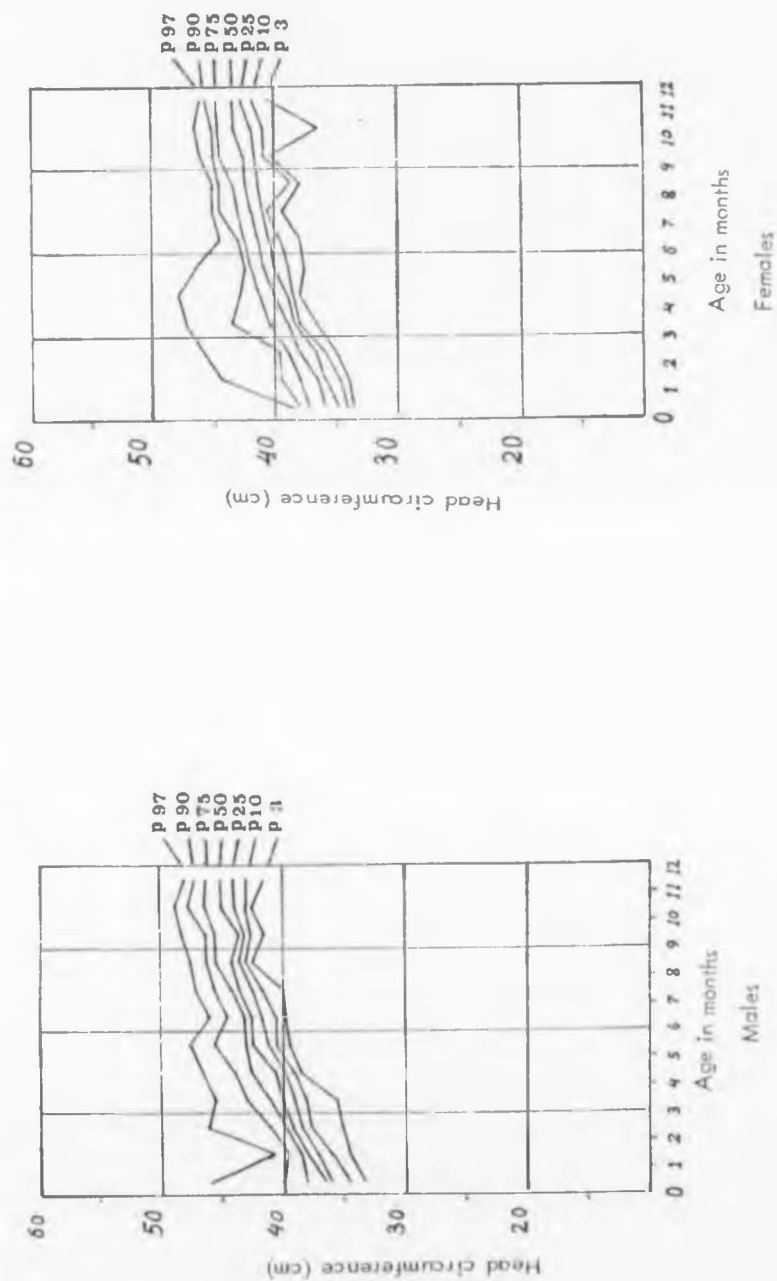 p 97
p 90
p 75
p 50
p 25
p 10
p 3
60
50
40
30
20
Head circumference (cm)
0 1 2 3 4 5 6 7 8 9 10 11 12
Age in months
Females
p 97
p 90
p 75
p 50
p 25
p 10
p 3
60
50
40
30
20
Head circumference (cm)
0 1 2 3 4 5 6 7 8 9 10 11 12
Age in months
Males